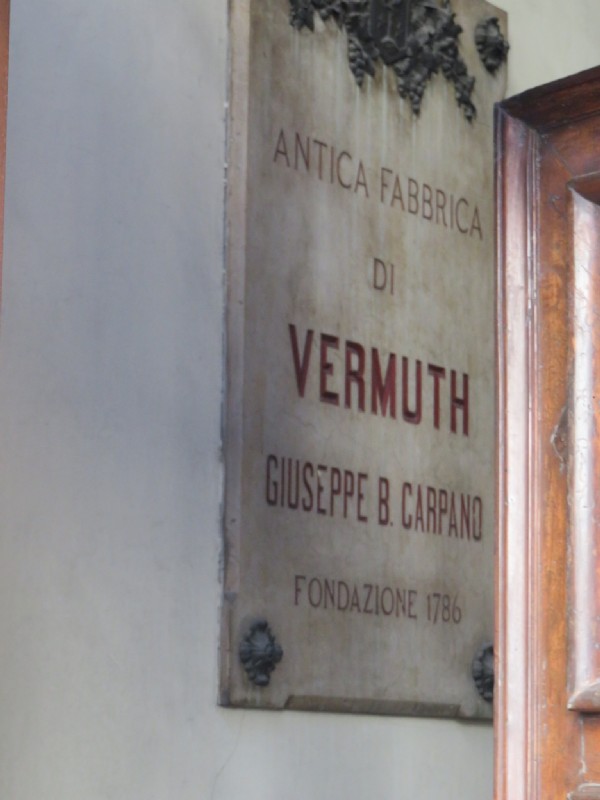 ANTICA FABBRICA
DI
VERMUTH
GIUSEPPE B. CARPANO
FONDAZIONE 1786